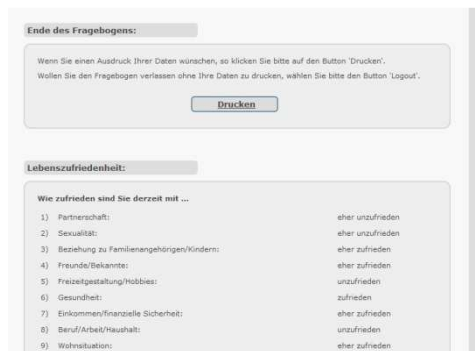 Ende des Fragebogens:
Wenn Sie einen Ausdruck Ihrer Daten wünschen, so klicken Sie bitte auf den Button 'Drucken'.
Wollen Sie den Fragebogen verlassen ohne Ihre Daten zu drucken, wählen Sie bitte den Button 'Logout'.
Drucken
Lebenszufriedenheit:
Wie zufrieden sind Sie derzeit mit ...
1) Partnerschaft: eher unzufrieden
2) Sexualität: eher unzufrieden
3) Beziehung zu Familienangehörigen/Kindern: eher zufrieden
4) Freunde/Bekannte: eher zufrieden
5) Freizeitgestaltung/Hobbies: unzufrieden
6) Gesundheit: zufrieden
7) Einkommen/finanzielle Sicherheit: eher zufrieden
8) Beruf/Arbeit/Haushalt: unzufrieden
9) Wohnsituation: eher zufrieden